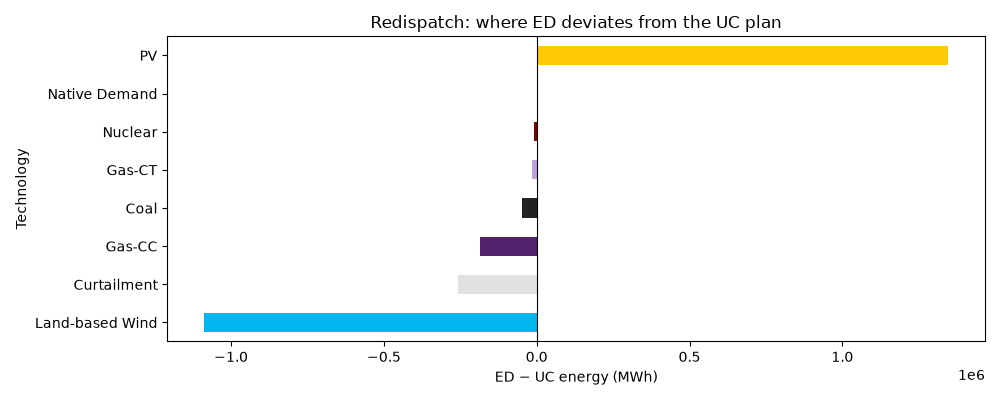 Redispatch: where ED deviates from the UC plan
Technology
PV
Native Demand
Nuclear
Gas-CT
Coal
Gas-CC
Curtailment
Land-based Wind
−1.0 −0.5 0.0 0.5 1.0
1e6
ED − UC energy (MWh)